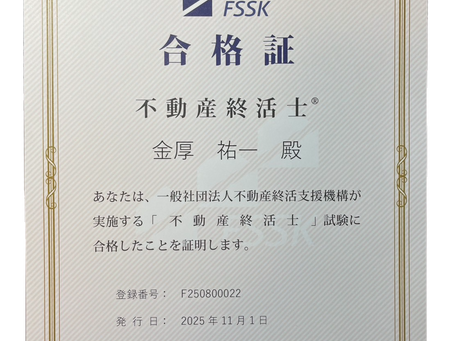 FSSK
合格証
不動産終活士®
金厚　祐一　殿
あなたは、一般社団法人不動産終活支援機構が
実施する「 不動産終活士 」試験に
合格したことを証明します。
FSSK
登録番号： F250800022
発行日： 2025年11月1日